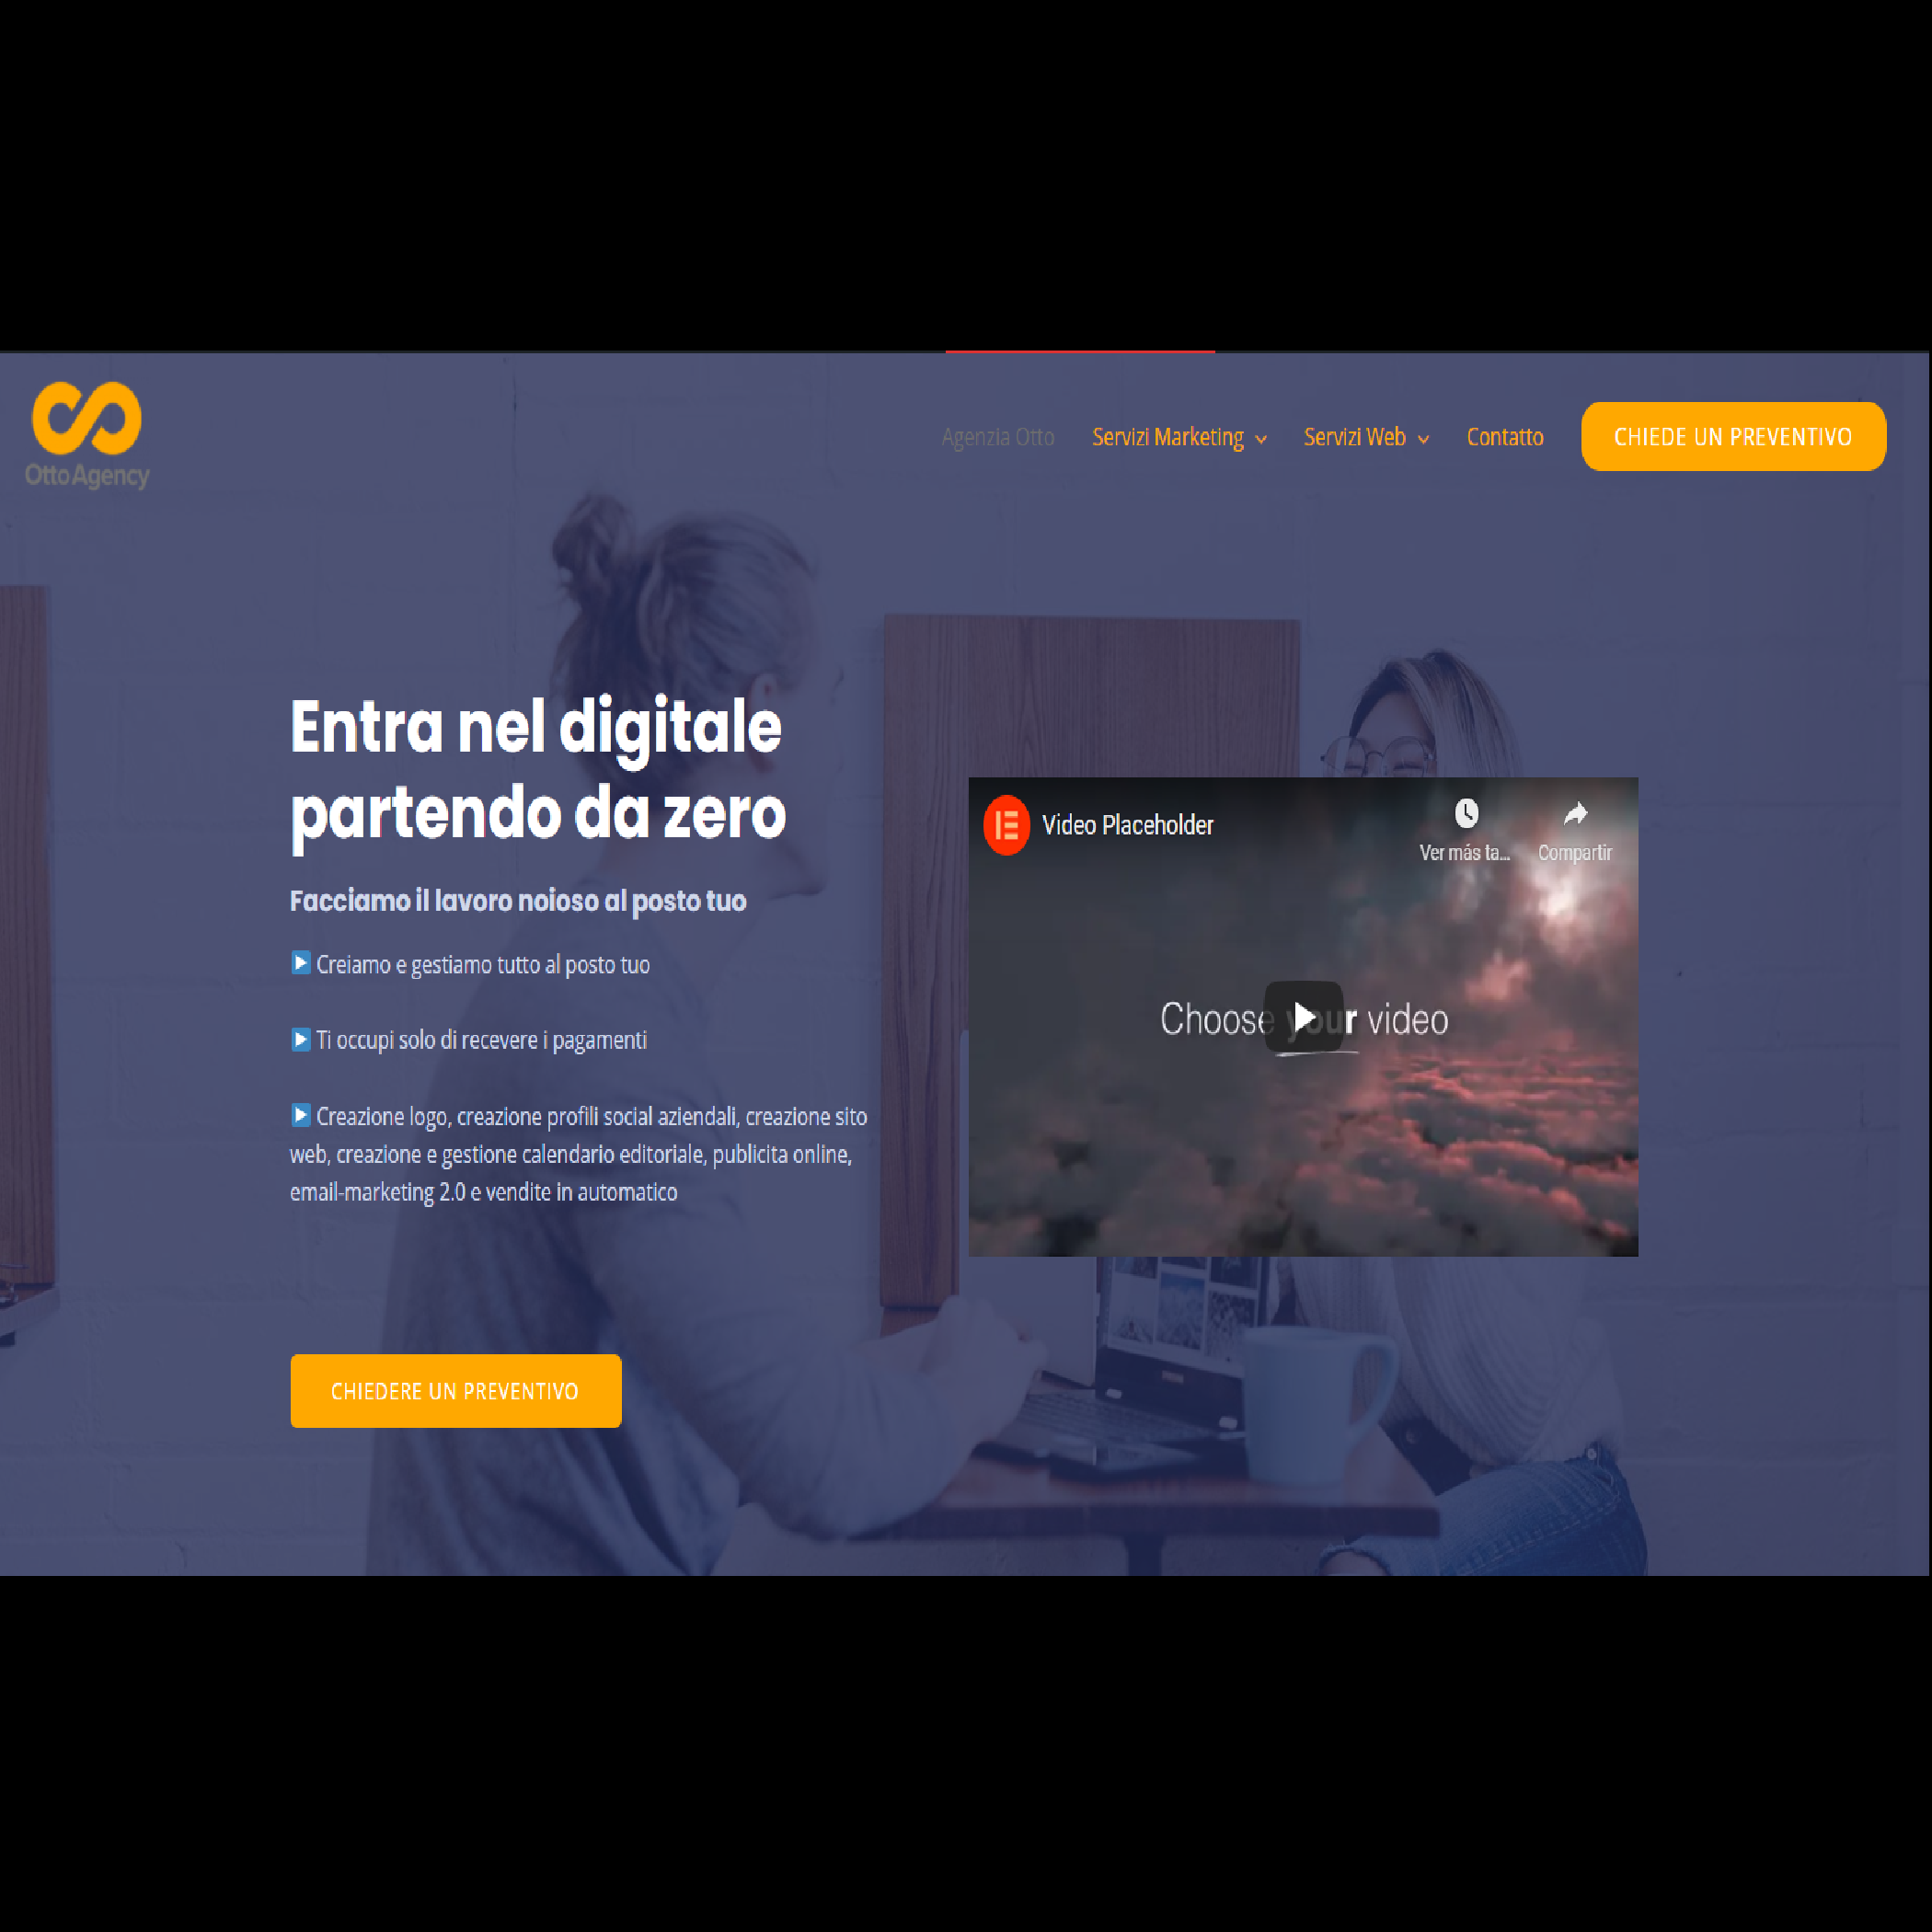 OttoAgency
Agenzia Otto Servizi Marketing Servizi Web Contatto CHIEDE UN PREVENTIVO
Entra nel digitale
partendo da zero
Facciamo il lavoro noioso al posto tuo
Creiamo e gestiamo tutto al posto tuo
Ti occupi solo di recevere i pagamenti
Creazione logo, creazione profili social aziendali, creazione sito
web, creazione e gestione calendario editoriale, publicita online,
email-marketing 2.0 e vendite in automatico
CHIEDERE UN PREVENTIVO
Video Placeholder
Ver más ta... Compartir
Choose your video